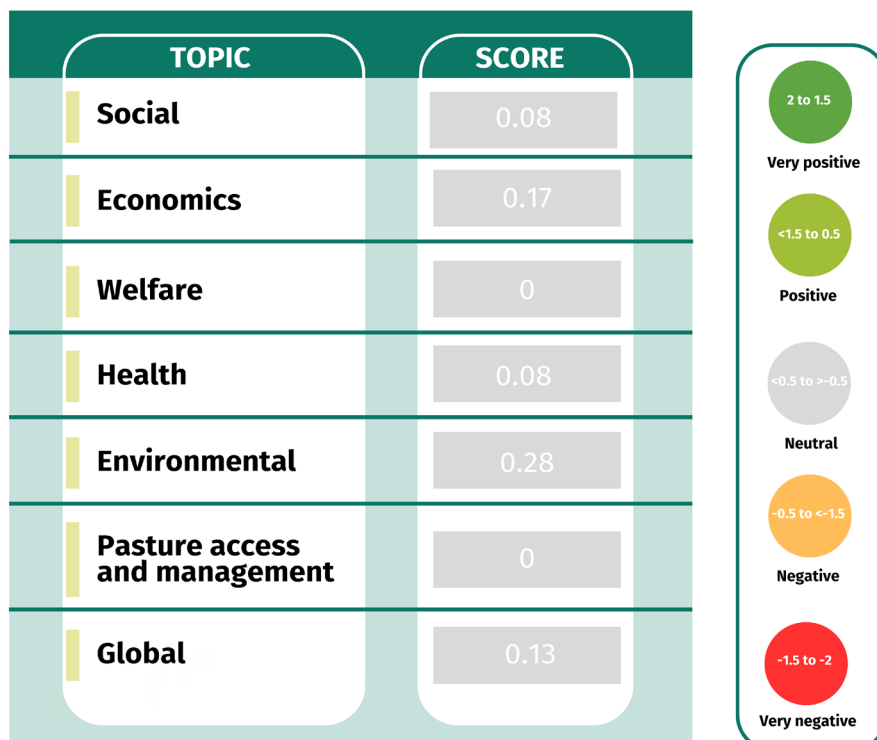 TOPIC SCORE
Social 0.08
Economics 0.17
Welfare 0
Health 0.08
Environmental 0.28
Pasture access
and management 0
Global 0.13
2 to 1.5
Very positive
<1.5 to 0.5
Positive
<0.5 to >-0.5
Neutral
-0.5 to <-1.5
Negative
-1.5 to -2
Very negative